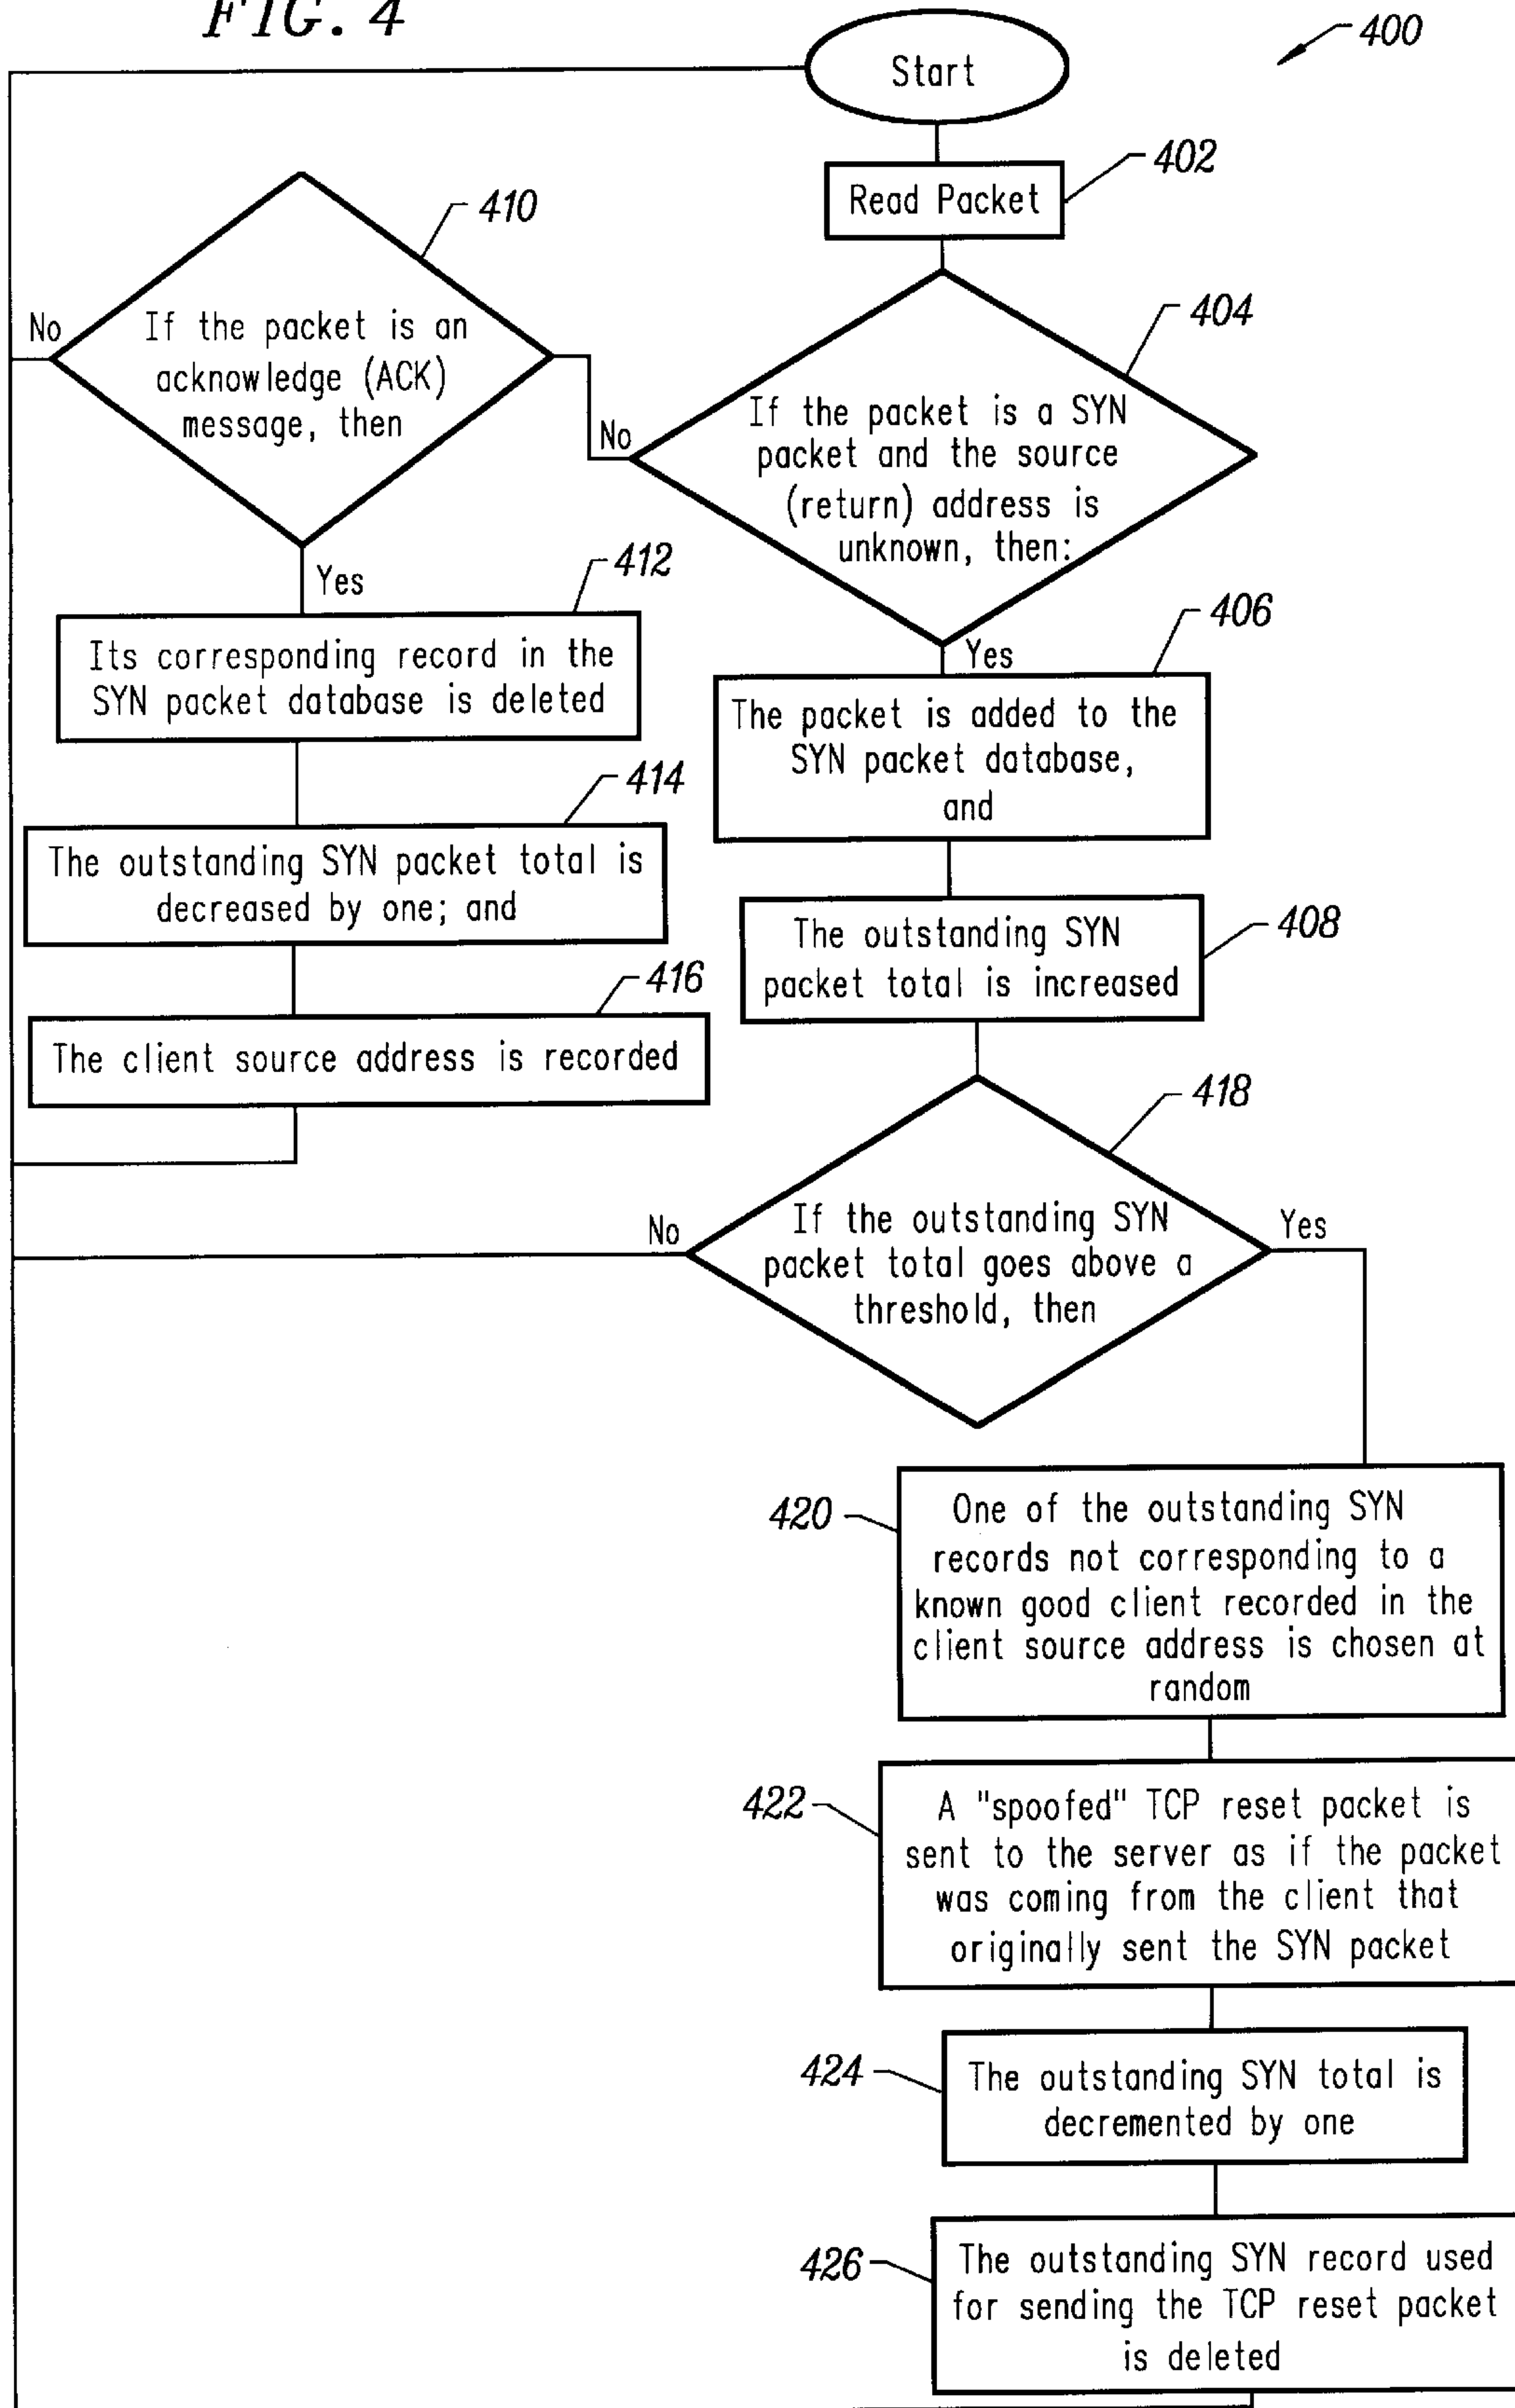 FIG. 4
400
Start
402
Read Packet
404
If the packet is a SYN
packet and the source
(return) address is
unknown, then:
No
Yes
410
If the packet is an
acknowledge (ACK)
message, then
No
Yes
412
Its corresponding record in the
SYN packet database is deleted
414
The outstanding SYN packet total is
decreased by one; and
416
The client source address is recorded
406
The packet is added to the
SYN packet database,
and
408
The outstanding SYN
packet total is increased
418
If the outstanding SYN
packet total goes above a
threshold, then
No
Yes
420
One of the outstanding SYN
records not corresponding to a
known good client recorded in the
client source address is chosen at
random
422
A "spoofed" TCP reset packet is
sent to the server as if the packet
was coming from the client that
originally sent the SYN packet
424
The outstanding SYN total is
decremented by one
426
The outstanding SYN record used
for sending the TCP reset packet
is deleted